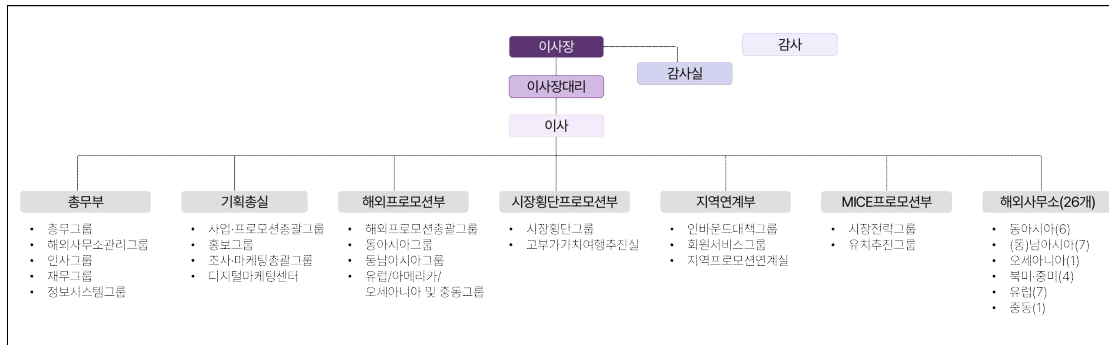 이사장
감사
감사실
이사장대리
이사
총무부
• 총무그룹
• 해외사무소관리그룹
• 인사그룹
• 재무그룹
• 정보시스템그룹
기획총실
• 사업·프로모션총괄그룹
• 홍보그룹
• 조사·마케팅총괄그룹
• 디지털마케팅센터
해외프로모션부
• 해외프로모션총괄그룹
• 동아시아그룹
• 동남아시아그룹
• 유럽/아메리카/
오세아니아 및 중동그룹
시장횡단프로모션부
• 시장횡단그룹
• 고부가가치여행추진실
지역연계부
• 인바운드대책그룹
• 회원서비스그룹
• 지역프로모션연계실
MICE프로모션부
• 시장전략그룹
• 유치추진그룹
해외사무소(26개)
• 동아시아(6)
• (동)남아시아(7)
• 오세아니아(1)
• 북미·중미(4)
• 유럽(7)
• 중동(1)